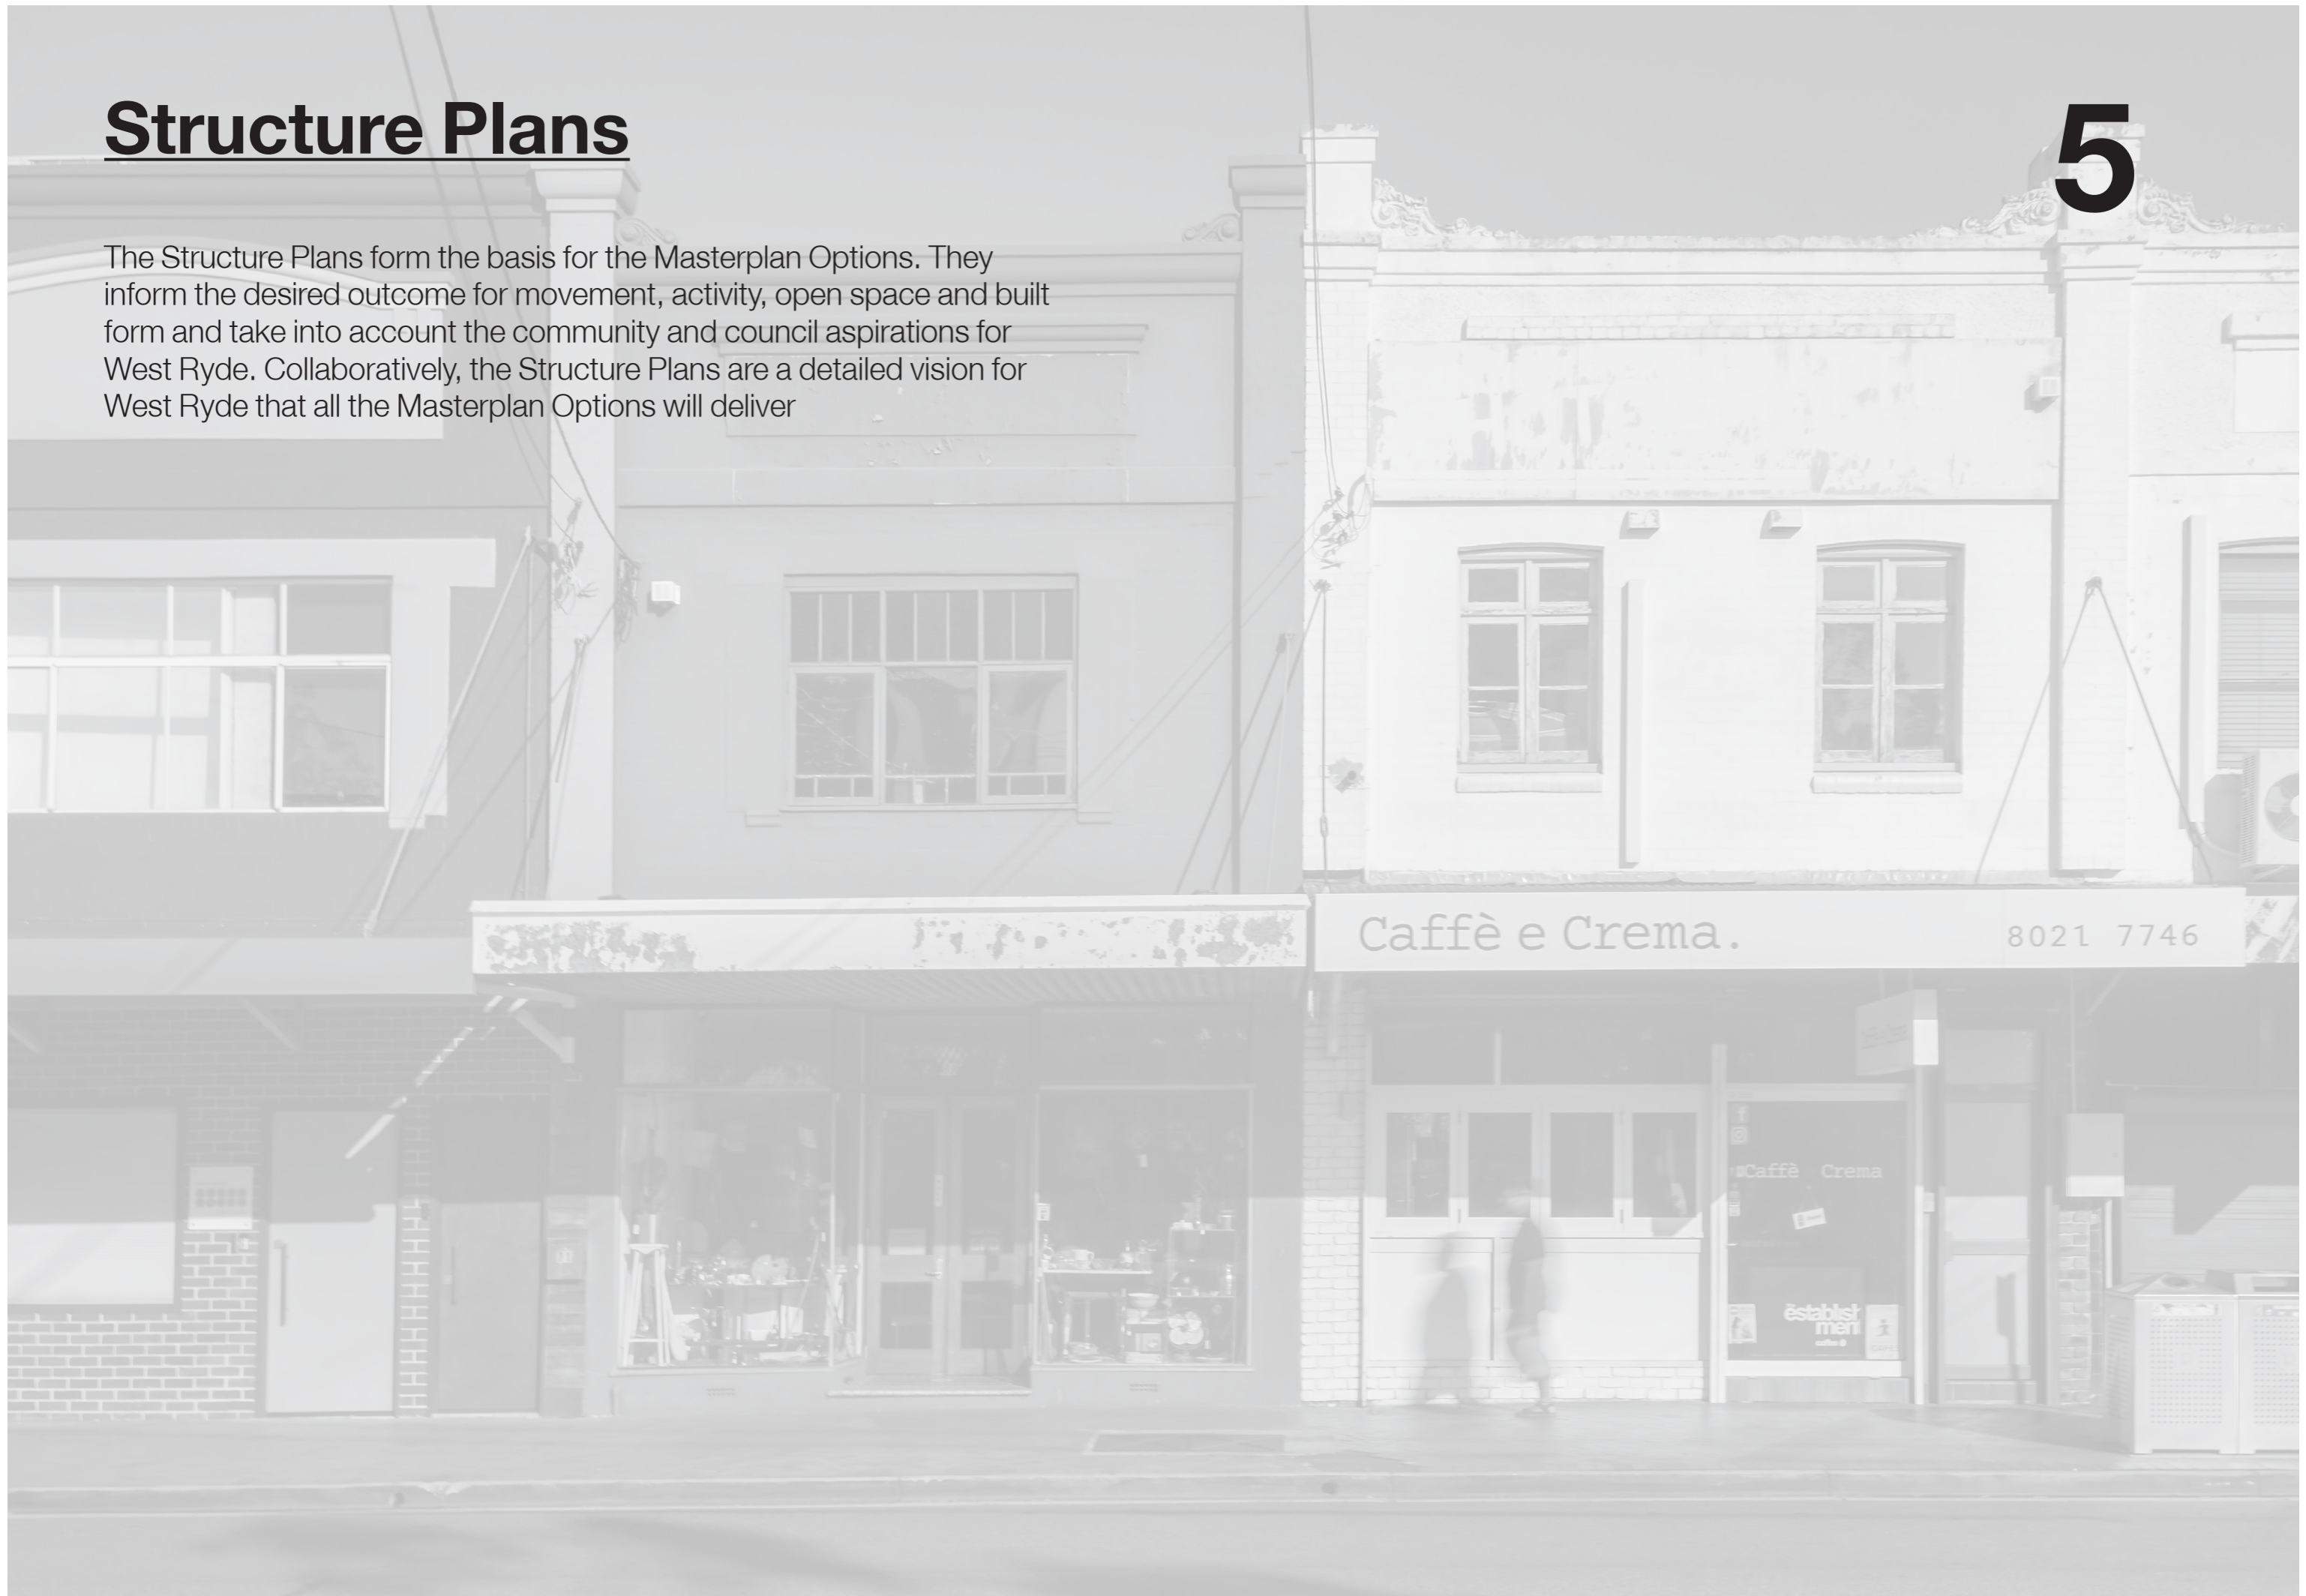 Structure Plans
5
The Structure Plans form the basis for the Masterplan Options. They
inform the desired outcome for movement, activity, open space and built
form and take into account the community and council aspirations for
West Ryde. Collaboratively, the Structure Plans are a detailed vision for
West Ryde that all the Masterplan Options will deliver
Caffè e Crema.
8021 7746
Caffè Crema
establish
ment
coffee